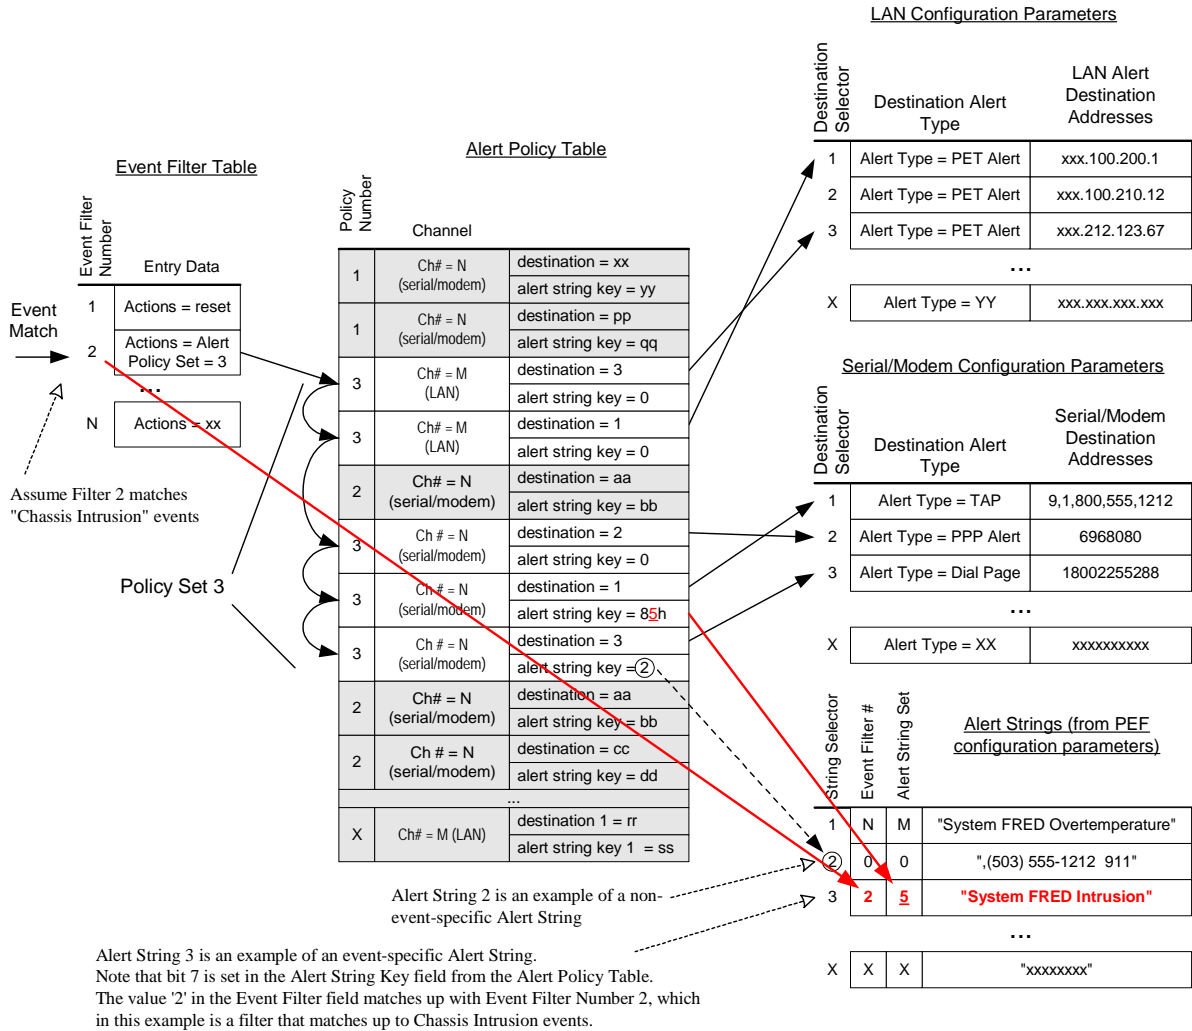 LAN Configuration Parameters
Destination
Selector
Destination Alert
Type
LAN Alert
Destination
Addresses
1 Alert Type = PET Alert xxx.100.200.1
2 Alert Type = PET Alert xxx.100.210.12
3 Alert Type = PET Alert xxx.212.123.67
...
X Alert Type = YY xxx.xxx.xxx.xxx
Event Filter Table
Event Filter
Number
Entry Data
Event
Match
1 Actions = reset
2 Actions = Alert
Policy Set = 3
...
N Actions = xx
Assume Filter 2 matches
"Chassis Intrusion" events
Policy Set 3
Alert Policy Table
Policy
Number
Channel
1 Ch# = N
(serial/modem)
destination = xx
alert string key = yy
1 Ch# = N
(serial/modem)
destination = pp
alert string key = qq
3 Ch# = M
(LAN)
destination = 3
alert string key = 0
3 Ch# = M
(LAN)
destination = 1
alert string key = 0
2 Ch# = N
(serial/modem)
destination = aa
alert string key = bb
3 Ch # = N
(serial/modem)
destination = 2
alert string key = 0
3 Ch # = N
(serial/modem)
destination = 1
alert string key = 85h
3 Ch # = N
(serial/modem)
destination = 3
alert string key = 2
2 Ch# = N
(serial/modem)
destination = aa
alert string key = bb
2 Ch # = N
(serial/modem)
destination = cc
alert string key = dd
...
X Ch# = M (LAN)
destination 1 = rr
alert string key 1 = ss
Serial/Modem Configuration Parameters
Destination
Selector
Destination Alert
Type
Serial/Modem
Destination
Addresses
1 Alert Type = TAP 9,1,800,555,1212
2 Alert Type = PPP Alert 6968080
3 Alert Type = Dial Page 18002255288
...
X Alert Type = XX xxxxxxxxxx
String Selector
Event Filter #
Alert String Set
Alert Strings (from PEF
configuration parameters)
1 N M "System FRED Overtemperature"
2 0 0 ",(503) 555-1212 911"
3 2 5 "System FRED Intrusion"
...
X X X "xxxxxxxx"
Alert String 2 is an example of a non-
event-specific Alert String
Alert String 3 is an example of an event-specific Alert String.
Note that bit 7 is set in the Alert String Key field from the Alert Policy Table.
The value '2' in the Event Filter field matches up with Event Filter Number 2, which
in this example is a filter that matches up to Chassis Intrusion events.